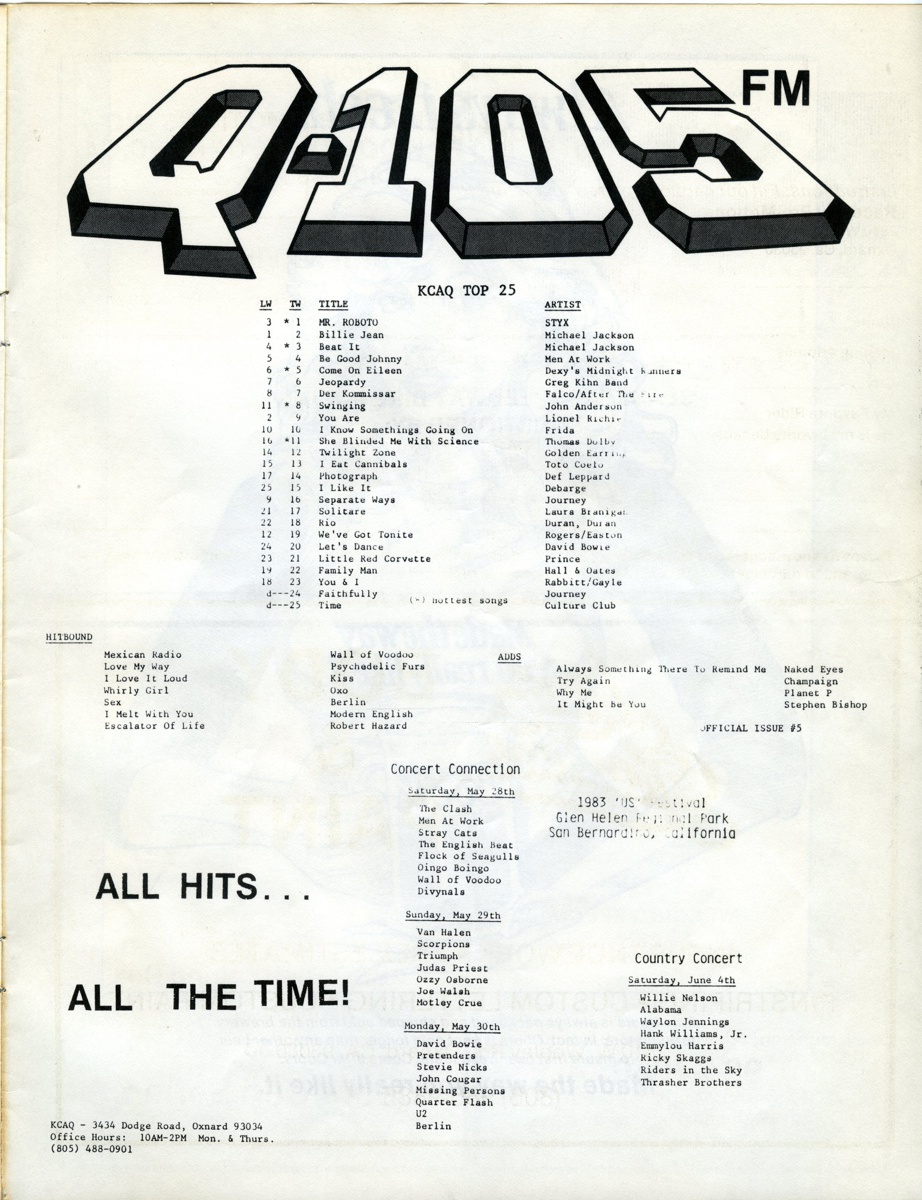 Q·105 FM
KCAQ TOP 25
LW TW TITLE ARTIST
3 * 1 MR. ROBOTO STYX
1 2 Billie Jean Michael Jackson
4 * 3 Beat It Michael Jackson
5 4 Be Good Johnny Men At Work
6 * 5 Come On Eileen Dexy's Midnight Runners
7 6 Jeopardy Greg Kihn Band
8 7 Der Kommissar Falco/After The Fire
11 * 8 Swinging John Anderson
2 9 You Are Lionel Richie
10 10 I Know Somethings Going On Frida
16 *11 She Blinded Me With Science Thomas Dolby
14 12 Twilight Zone Golden Earring
15 13 I Eat Cannibals Toto Coelo
17 14 Photograph Def Leppard
25 15 I Like It Debarge
9 16 Separate Ways Journey
21 17 Solitare Laura Branigan
22 18 Rio Duran, Duran
12 19 We've Got Tonite Rogers/Easton
24 20 Let's Dance David Bowie
23 21 Little Red Corvette Prince
19 22 Family Man Hall & Oates
18 23 You & I Rabbitt/Gayle
d---24 Faithfully Journey
d---25 Time Culture Club
(*) Hottest songs
HITBOUND
Mexican Radio Wall of Voodoo
Love My Way Psychedelic Furs
I Love It Loud Kiss
Whirly Girl Oxo
Sex Berlin
I Melt With You Modern English
Escalator Of Life Robert Hazard
ADDS
Always Something There To Remind Me Naked Eyes
Try Again Champaign
Why Me Planet P
It Might Be You Stephen Bishop
OFFICIAL ISSUE #5
Concert Connection
Saturday, May 28th
The Clash
Men At Work
Stray Cats
The English Beat
Flock of Seagulls
Oingo Boingo
Wall of Voodoo
Divynals
1983 'US' Festival
Glen Helen Regional Park
San Bernardino, California
Sunday, May 29th
Van Halen
Scorpions
Triumph
Judas Priest
Ozzy Osborne
Joe Walsh
Motley Crue
Monday, May 30th
David Bowie
Pretenders
Stevie Nicks
John Cougar
Missing Persons
Quarter Flash
U2
Berlin
Country Concert
Saturday, June 4th
Willie Nelson
Alabama
Waylon Jennings
Hank Williams, Jr.
Emmylou Harris
Ricky Skaggs
Riders in the Sky
Thrasher Brothers
ALL HITS...
ALL THE TIME!
KCAQ - 3434 Dodge Road, Oxnard 93034
Office Hours: 10AM-2PM Mon. & Thurs.
(805) 488-0901